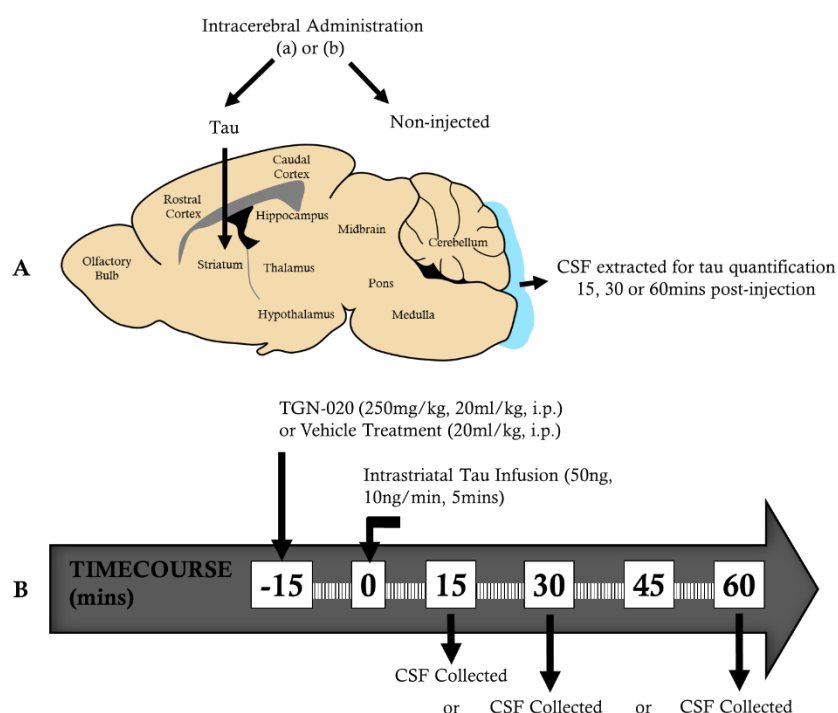 Intracerebral Administration
(a) or (b)
Tau
Non-injected
Caudal
Cortex
Rostral
Cortex
Hippocampus
Midbrain
Cerebellum
Olfactory
Bulb
Striatum
Thalamus
Pons
Hypothalamus
Medulla
A
CSF extracted for tau quantification
15, 30 or 60mins post-injection
TGN-020 (250mg/kg, 20ml/kg, i.p.)
or Vehicle Treatment (20ml/kg, i.p.)
Intrastriatal Tau Infusion (50ng,
10ng/min, 5mins)
B
TIMECOURSE
(mins)
-15 0 15 30 45 60
CSF Collected
or CSF Collected or CSF Collected